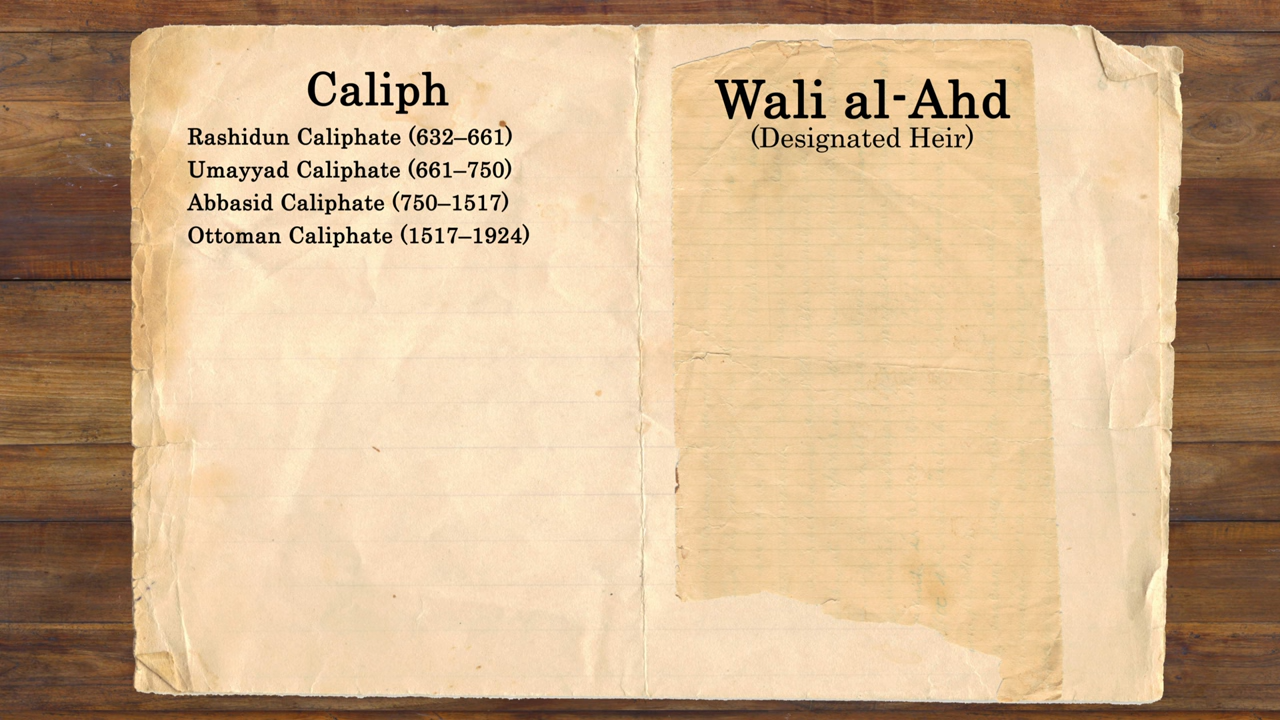 Caliph
Rashidun Caliphate (632–661)
Umayyad Caliphate (661–750)
Abbasid Caliphate (750–1517)
Ottoman Caliphate (1517–1924)
Wali al-Ahd
(Designated Heir)